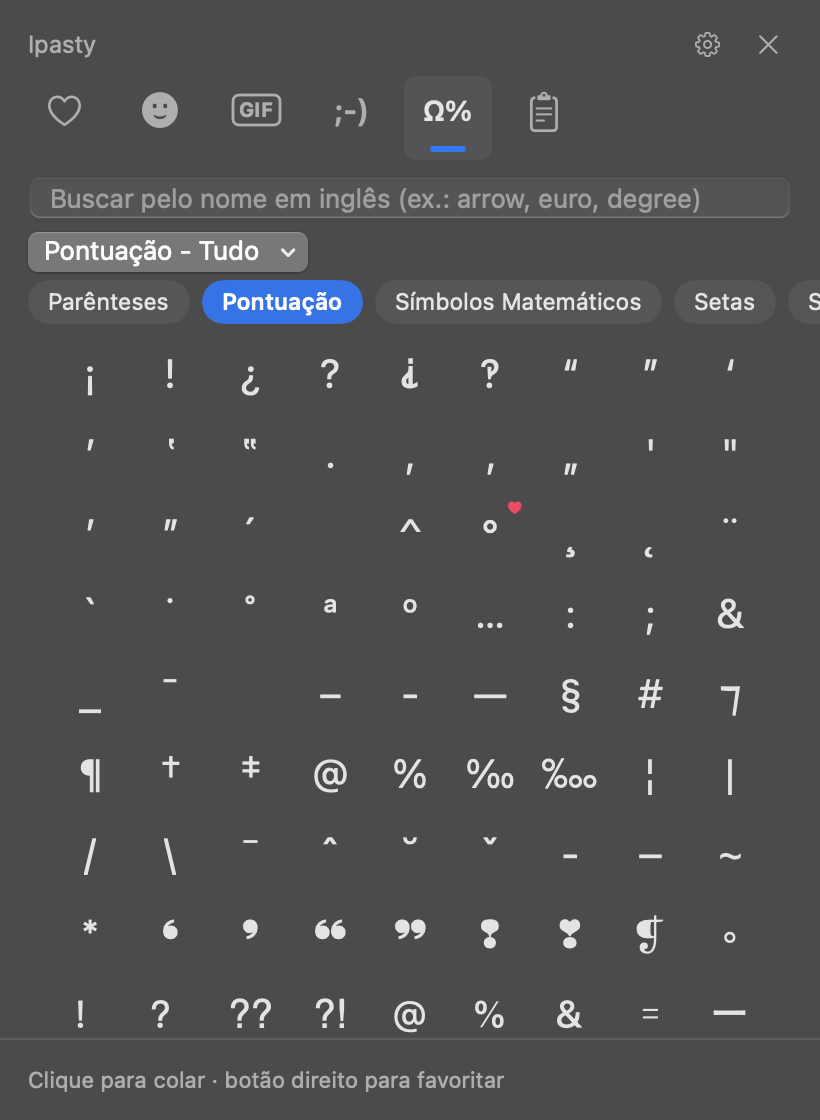 Ipasty
GIF ;-) Ω%
Buscar pelo nome em inglês (ex.: arrow, euro, degree)
Pontuação - Tudo
Parênteses Pontuação Símbolos Matemáticos Setas S
¡ ! ¿ ? ⸘ ‽ “ ” ‘
’ ‛ ‟ . , ‚ „ ' "
′ ″ ´ ^ ° ¸ ˛ ¨
` ˙ ˚ ª º … : ; &
_ ¯ – ‐ — § # ⁊
¶ † ‡ @ % ‰ ‱ ¦ |
/ \ ˉ ˆ ˘ ˇ - – ~
* ❛ ❜ ❝ ❞ ❢ ❣ ❡ 。
! ? ⁇ ⁈ @ % & = —
Clique para colar · botão direito para favoritar